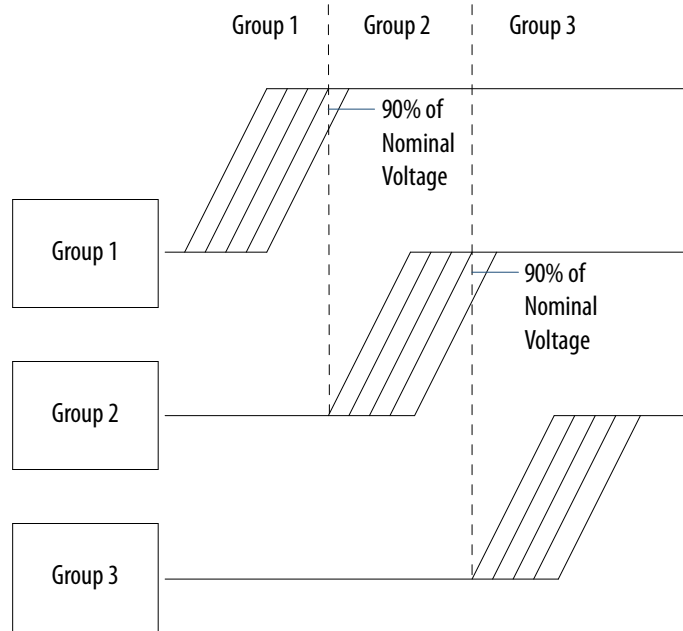 Group 1
Group 2
Group 3
90% of
Nominal
Voltage
Group 1
90% of
Nominal
Voltage
Group 2
Group 3